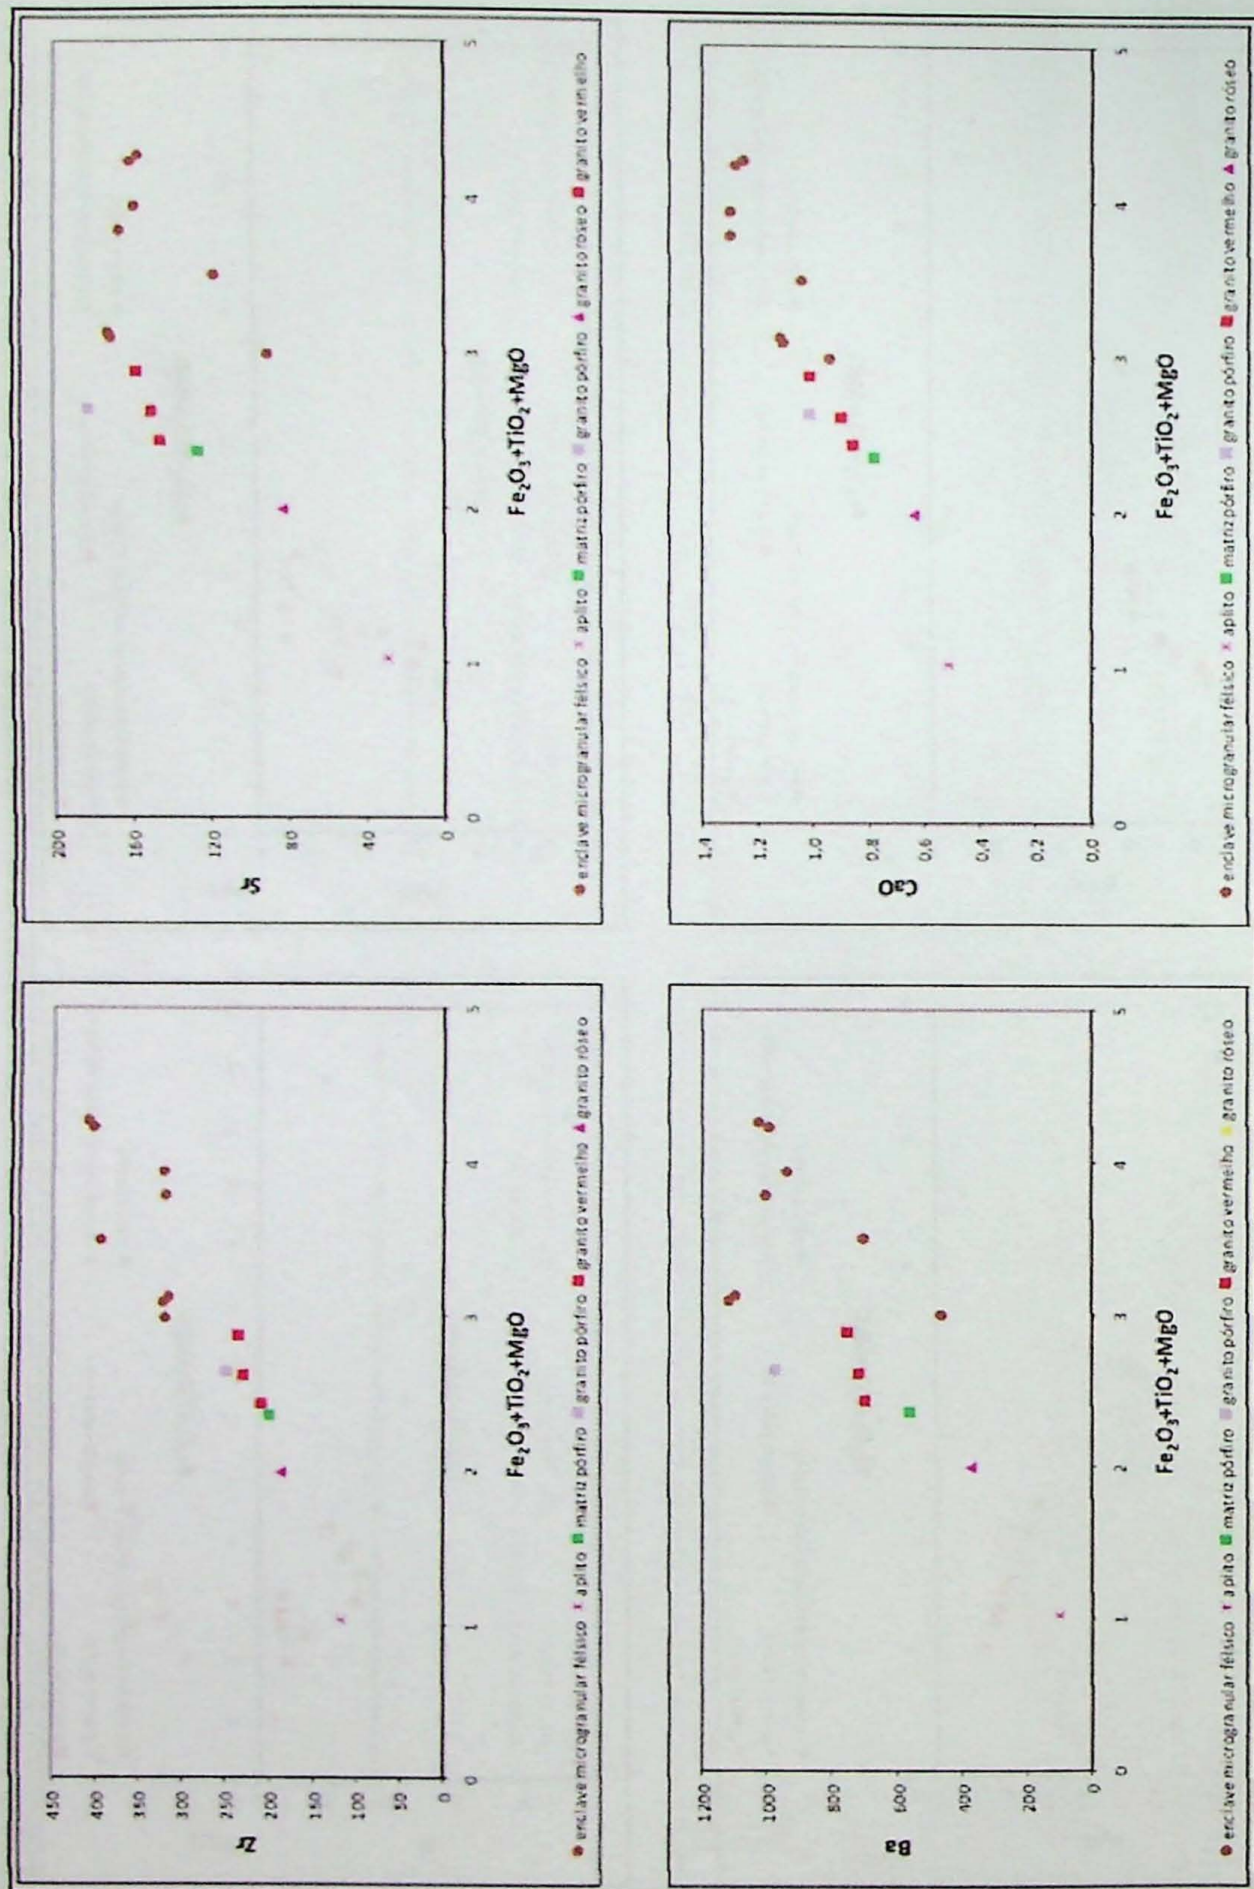 Zr
450
400
350
300
250
200
150
100
50
0
0 1 2 3 4 5
Fe₂O₃+TiO₂+MgO
enclave microgranular félsico aplito matriz pórfiro granito pórfiro granito vermelho granito róseo
Sr
200
160
120
80
40
0
0 1 2 3 4 5
Fe₂O₃+TiO₂+MgO
enclave microgranular félsico aplito matriz pórfiro granito pórfiro granito roseo granito vermelho
Ba
1200
1000
800
600
400
200
0
0 1 2 3 4 5
Fe₂O₃+TiO₂+MgO
enclave microgranular félsico aplito matriz pórfiro granito pórfiro granito vermelho granito róseo
CaO
1.4
1.2
1.0
0.8
0.6
0.4
0.2
0.0
0 1 2 3 4 5
Fe₂O₃+TiO₂+MgO
enclave microgranular félsico aplito matriz pórfiro granito pórfiro granito vermelho granito róseo